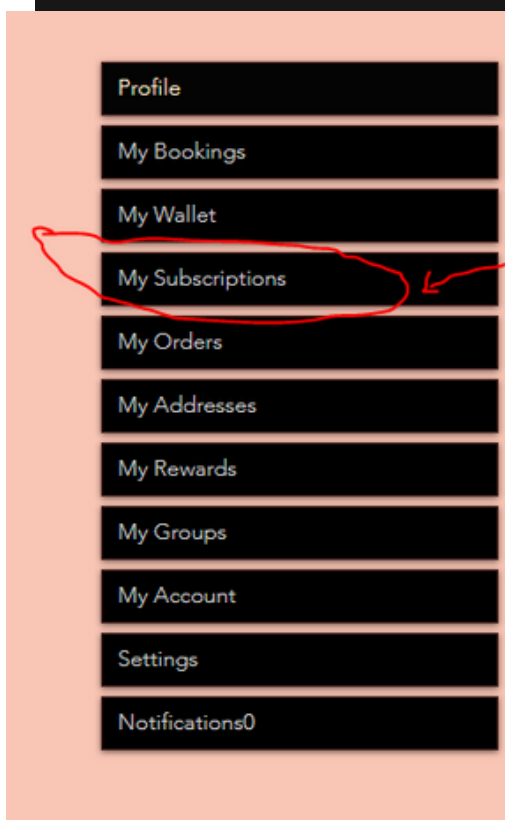 Profile
My Bookings
My Wallet
My Subscriptions
My Orders
My Addresses
My Rewards
My Groups
My Account
Settings
Notifications0